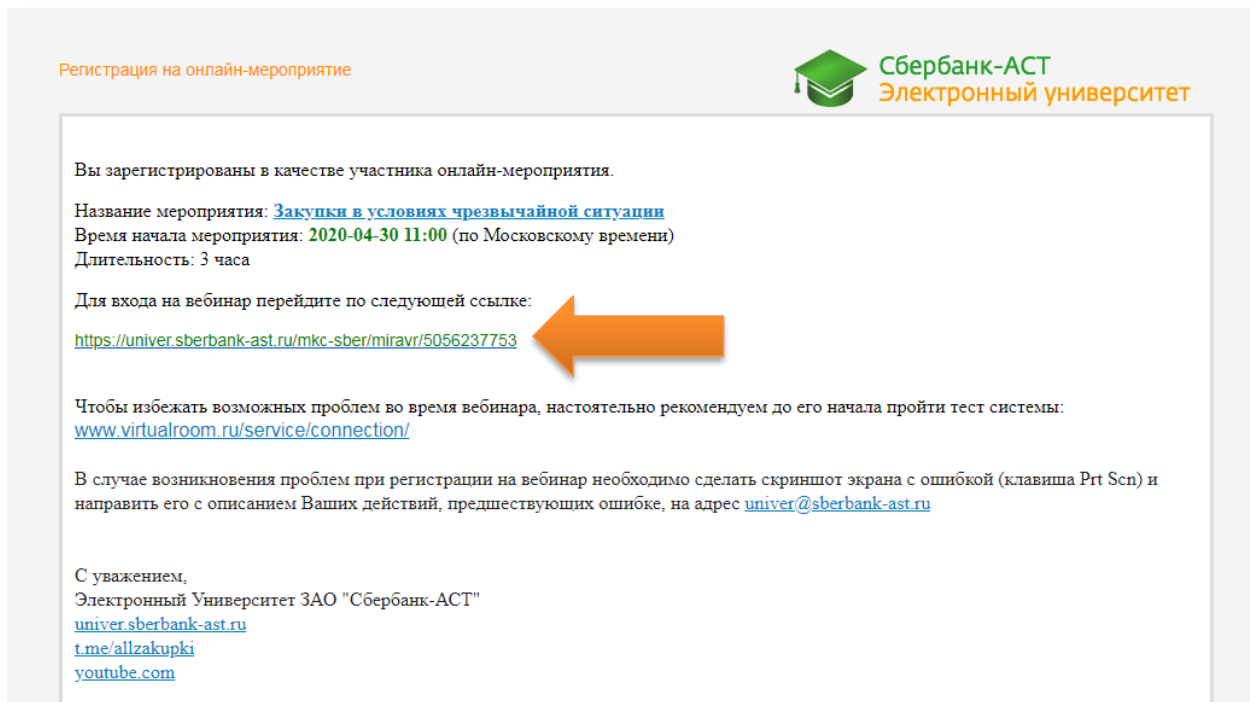 Регистрация на онлайн-мероприятие
Сбербанк-АСТ
Электронный университет
Вы зарегистрированы в качестве участника онлайн-мероприятия.
Название мероприятия: Закупки в условиях чрезвычайной ситуации
Время начала мероприятия: 2020-04-30 11:00 (по Московскому времени)
Длительность: 3 часа
Для входа на вебинар перейдите по следующей ссылке:
https://univer.sberbank-ast.ru/mkc-sber/miravr/5056237753
Чтобы избежать возможных проблем во время вебинара, настоятельно рекомендуем до его начала пройти тест системы:
www.virtualroom.ru/service/connection/
В случае возникновения проблем при регистрации на вебинар необходимо сделать скриншот экрана с ошибкой (клавиша Prt Scn) и
направить его с описанием Ваших действий, предшествующих ошибке, на адрес univer@sberbank-ast.ru
С уважением,
Электронный Университет ЗАО "Сбербанк-АСТ"
univer.sberbank-ast.ru
t.me/allzakupki
youtube.com